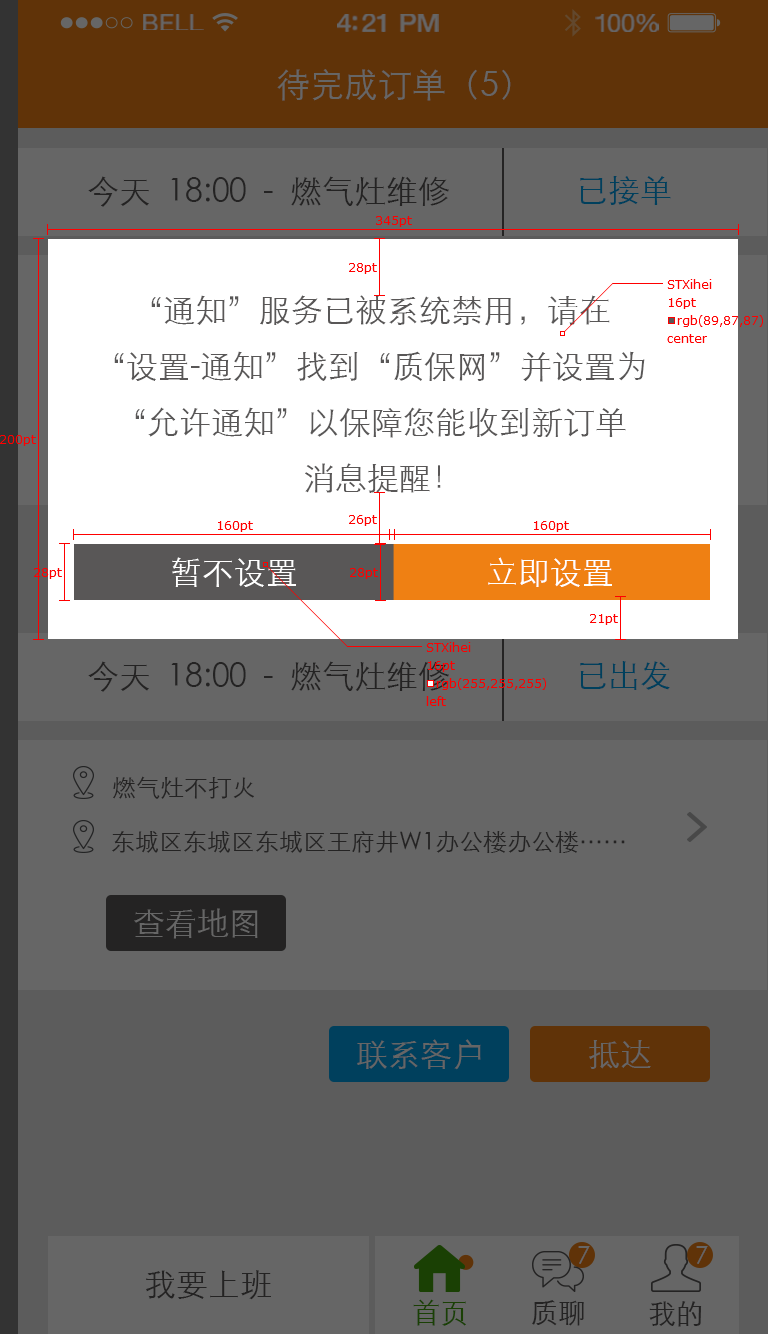 BELL 4:21 PM 100%
待完成订单（5）
今天 18:00 - 燃气灶维修 已接单
345pt
28pt
“通知”服务已被系统禁用，请在
“设置-通知”找到“质保网”并设置为
“允许通知”以保障您能收到新订单
消息提醒！
STXihei
16pt
rgb(89,87,87)
center
200pt
26pt
160pt 160pt
28pt 暂不设置 28pt 立即设置
21pt
STXihei
16pt
rgb(255,255,255)
left
今天 18:00 - 燃气灶维修 已出发
燃气灶不打火
东城区东城区东城区王府井W1办公楼办公楼······
查看地图
联系客户 抵达
7 7
我要上班 首页 质聊 我的